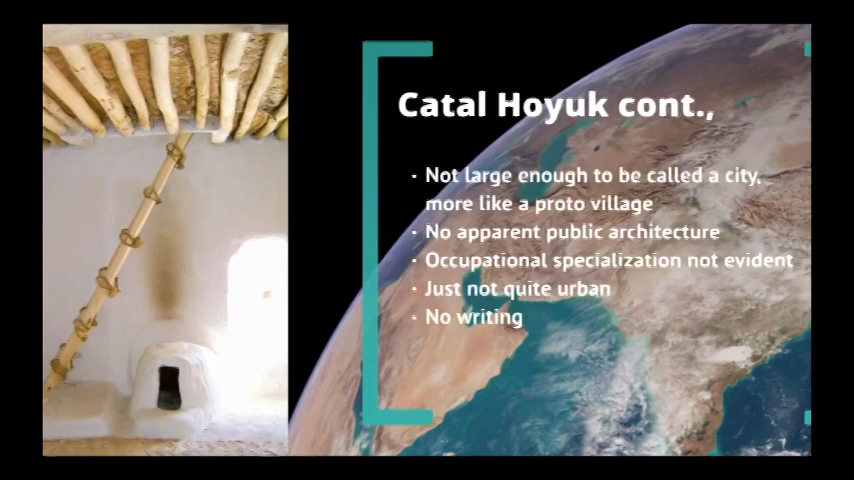 Catal Hoyuk cont.,
· Not large enough to be called a city,
more like a proto village
· No apparent public architecture
· Occupational specialization not evident
· Just not quite urban
· No writing